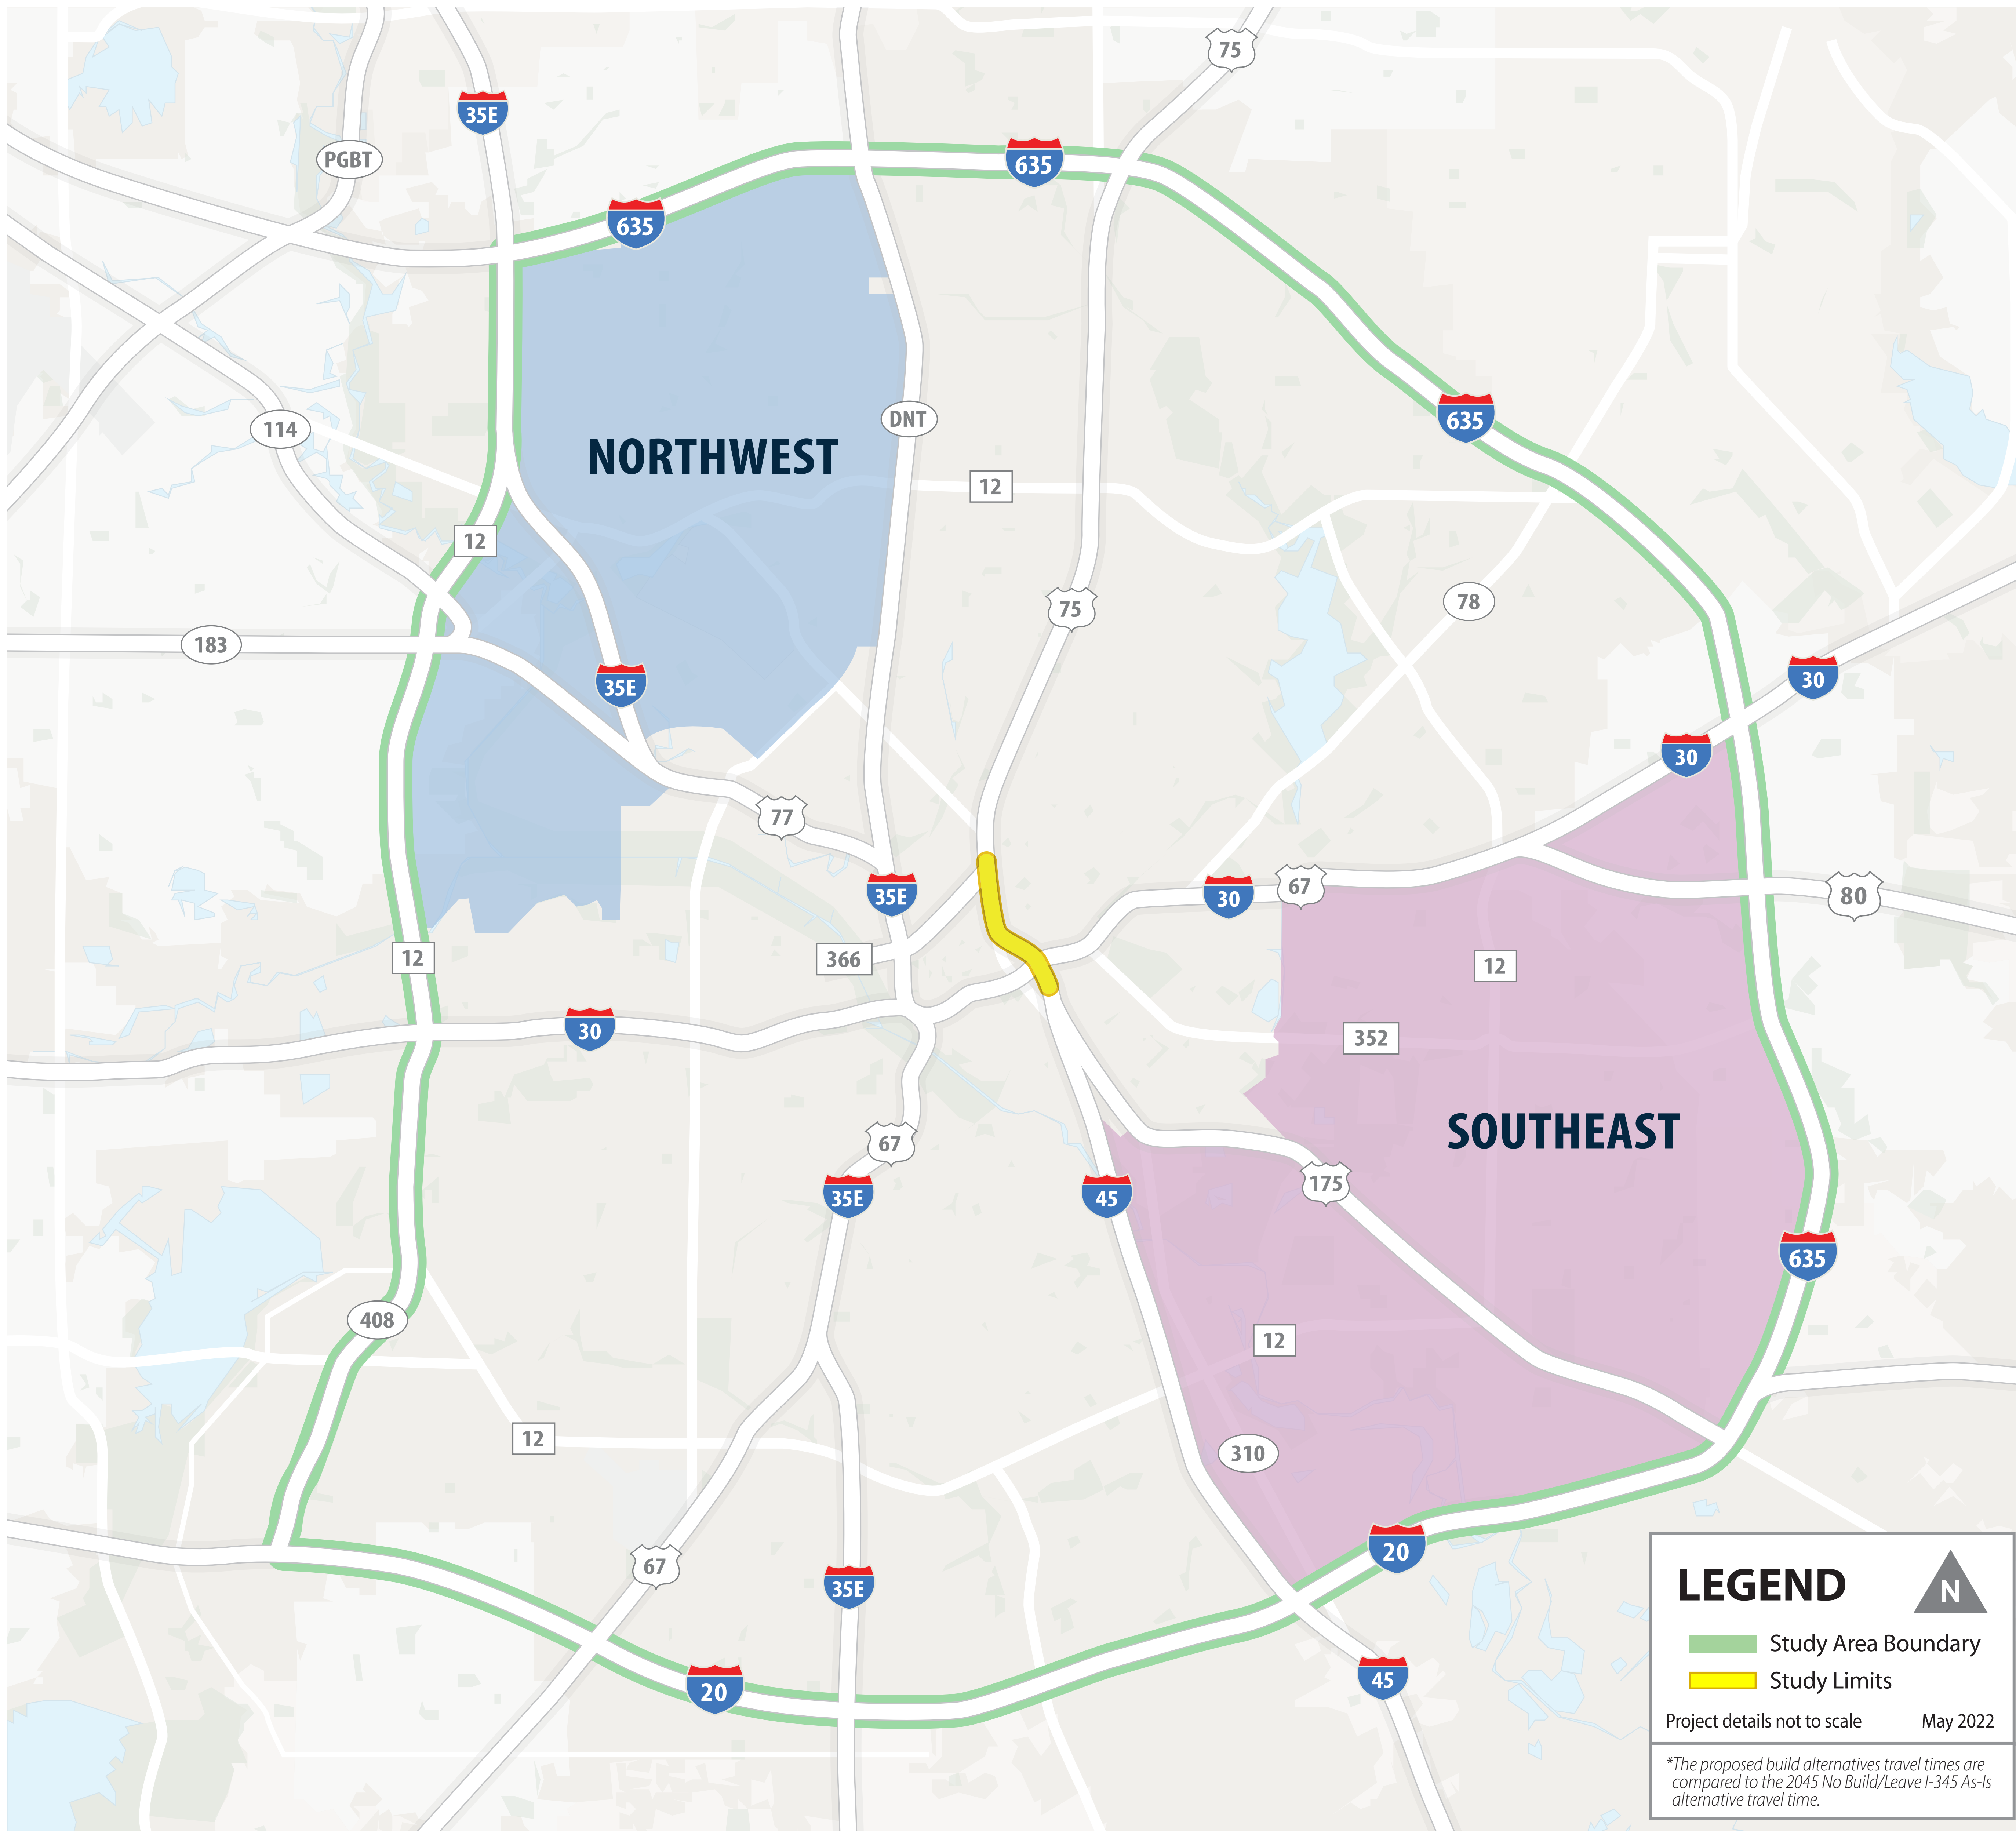 75
35E
635
PGBT
635
635
DNT
114
NORTHWEST
12
12
78
75
183
30
35E
30
77
67
30
80
35E
366
12
12
30
352
SOUTHEAST
67
175
35E
45
635
408
12
12
310
20
67
35E
45
20
LEGEND
N
Study Area Boundary
Study Limits
Project details not to scale May 2022
*The proposed build alternatives travel times are
compared to the 2045 No Build/Leave I-345 As-Is
alternative travel time.